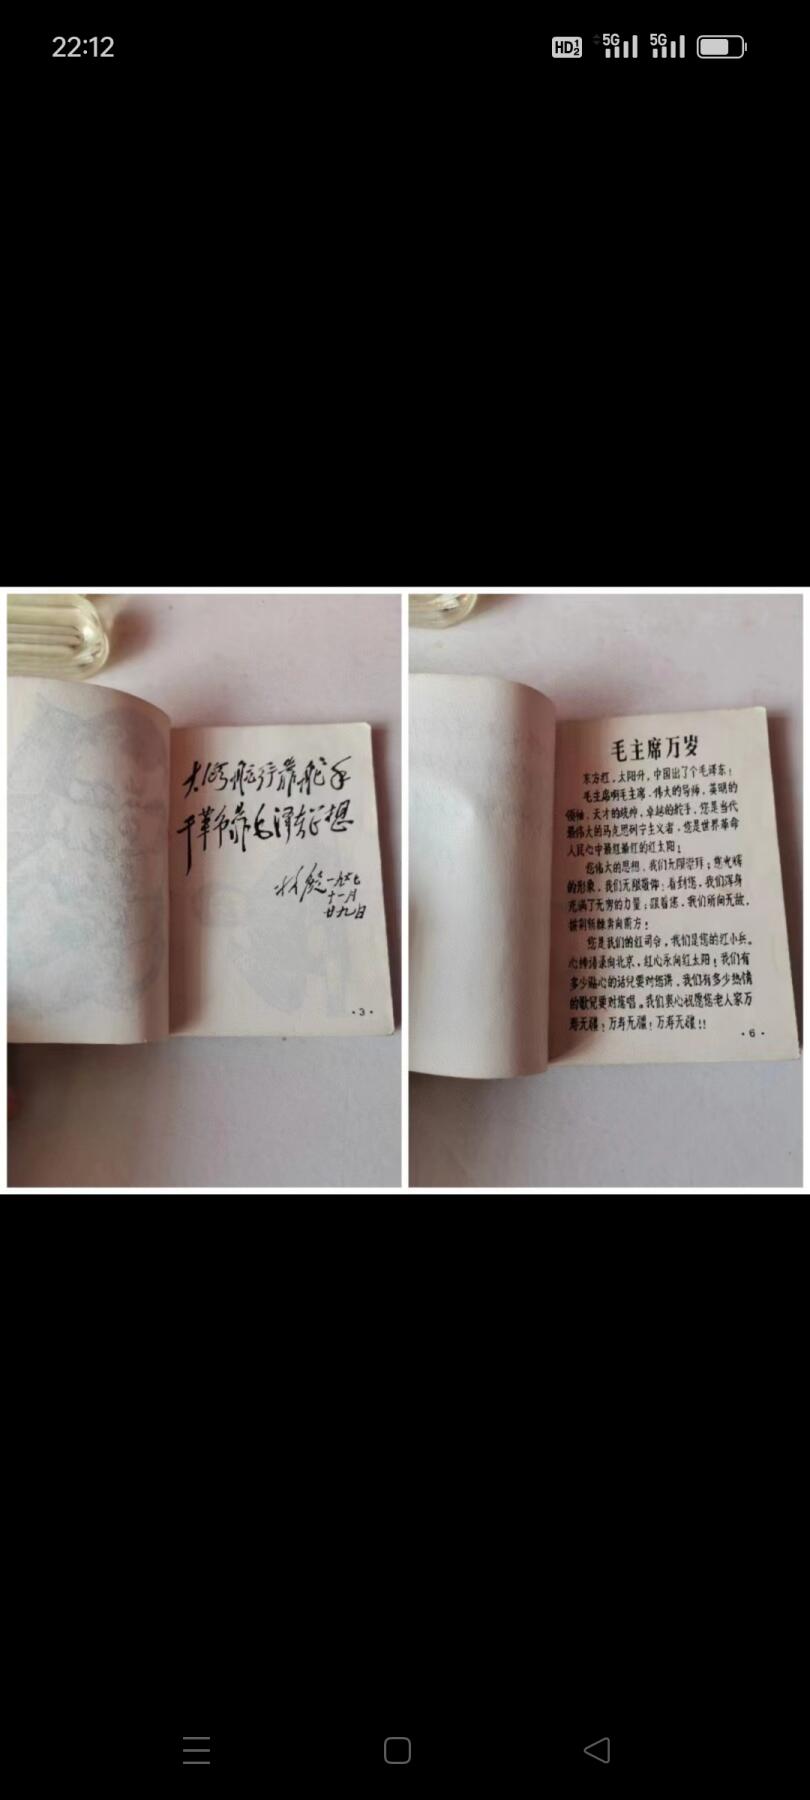 22:12
HD 1 2
5G
5G
大海航行靠舵手
干革命靠毛泽东思想
林彪 一九六七
十一月
廿九日
·3·
毛主席万岁
东方红，太阳升，中国出了个毛泽东！
毛主席啊毛主席，伟大的导师，英明的
领袖，天才的统帅，卓越的舵手，您是当代
最伟大的马克思列宁主义者，您是世界革命
人民心中最红最红的红太阳！
您伟大的思想，我们无限崇拜；您光辉
的形象，我们无限敬仰；看到您，我们浑身
充满了无穷的力量；跟着您，我们所向无敌，
披荆斩棘奔向前方！
您是我们的红司令，我们是您的红小兵。
心神语录向北京，红心永向红太阳！我们有
多少贴心的话儿要对您讲，我们有多少热情
的歌儿要对您唱。我们衷心祝愿您老人家万
寿无疆！万寿无疆！万寿无疆！！
·6·